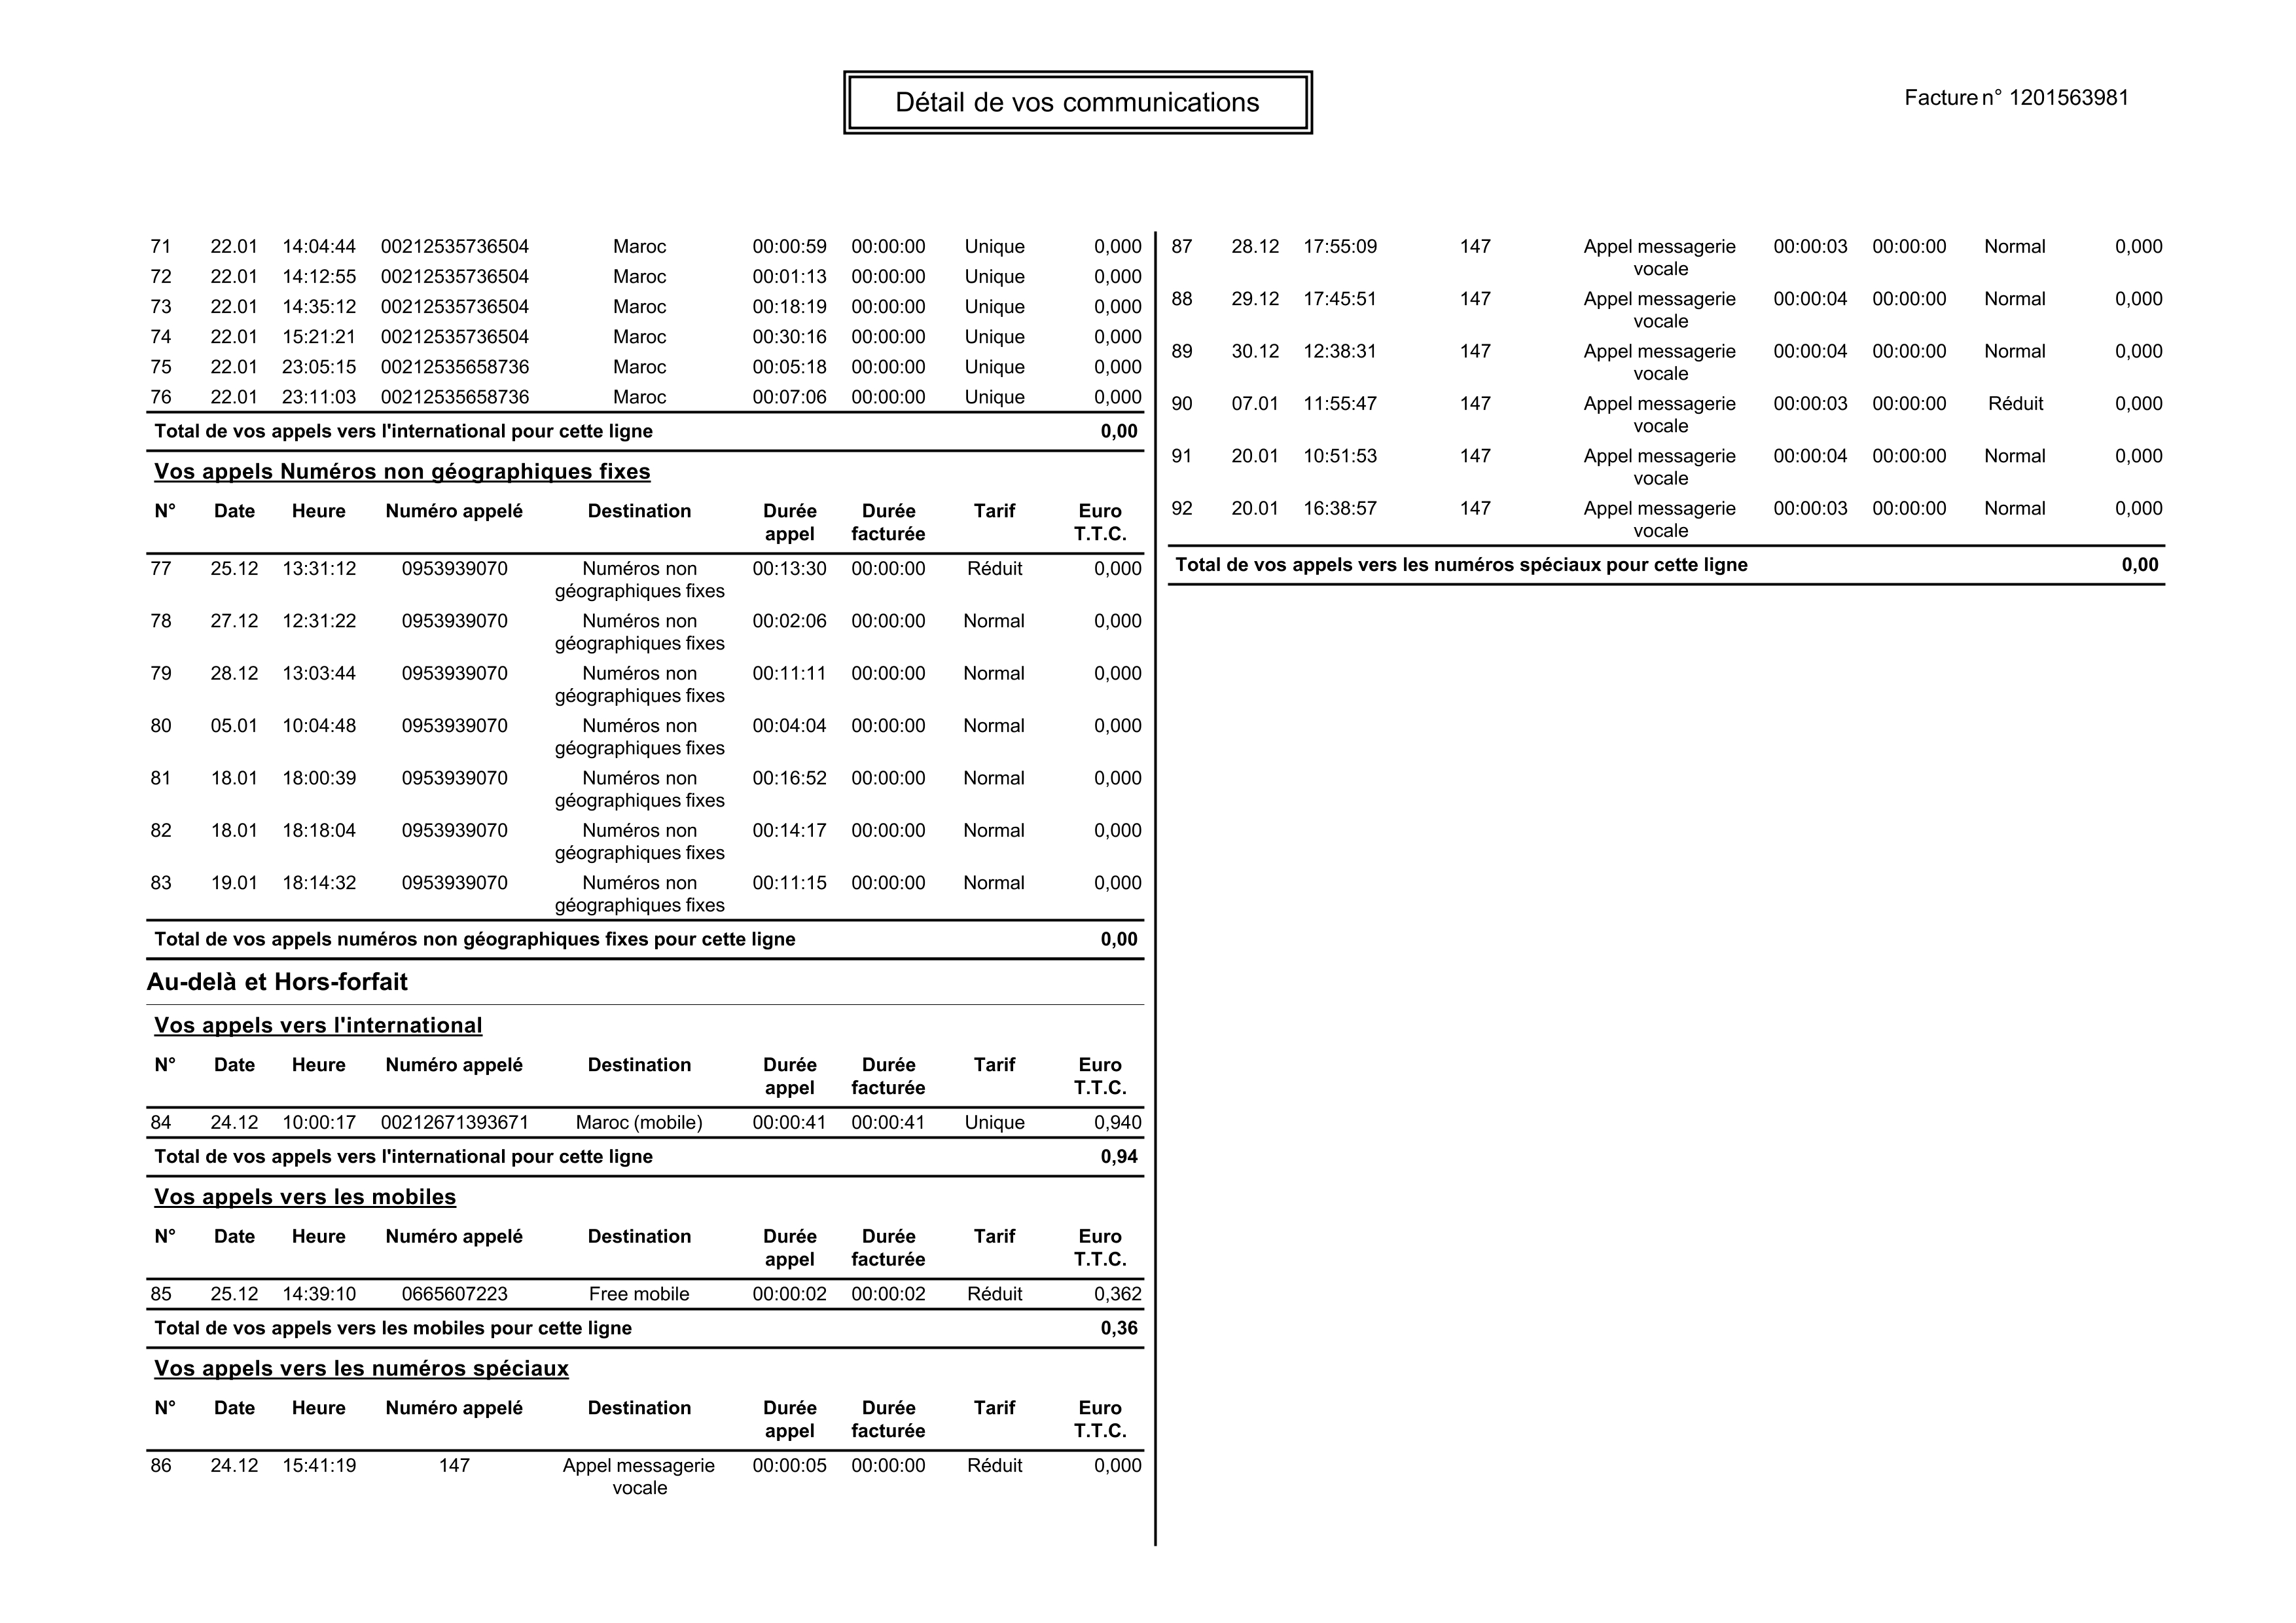 Détail de vos communications
Facture n° 1201563981
71 22.01 14:04:44 00212535736504 Maroc 00:00:59 00:00:00 Unique 0,000
72 22.01 14:12:55 00212535736504 Maroc 00:01:13 00:00:00 Unique 0,000
73 22.01 14:35:12 00212535736504 Maroc 00:18:19 00:00:00 Unique 0,000
74 22.01 15:21:21 00212535736504 Maroc 00:30:16 00:00:00 Unique 0,000
75 22.01 23:05:15 00212535658736 Maroc 00:05:18 00:00:00 Unique 0,000
76 22.01 23:11:03 00212535658736 Maroc 00:07:06 00:00:00 Unique 0,000
Total de vos appels vers l'international pour cette ligne 0,00
Vos appels Numéros non géographiques fixes
N° Date Heure Numéro appelé Destination Durée Durée Tarif Euro
appel facturée T.T.C.
77 25.12 13:31:12 0953939070 Numéros non 00:13:30 00:00:00 Réduit 0,000
géographiques fixes
78 27.12 12:31:22 0953939070 Numéros non 00:02:06 00:00:00 Normal 0,000
géographiques fixes
79 28.12 13:03:44 0953939070 Numéros non 00:11:11 00:00:00 Normal 0,000
géographiques fixes
80 05.01 10:04:48 0953939070 Numéros non 00:04:04 00:00:00 Normal 0,000
géographiques fixes
81 18.01 18:00:39 0953939070 Numéros non 00:16:52 00:00:00 Normal 0,000
géographiques fixes
82 18.01 18:18:04 0953939070 Numéros non 00:14:17 00:00:00 Normal 0,000
géographiques fixes
83 19.01 18:14:32 0953939070 Numéros non 00:11:15 00:00:00 Normal 0,000
géographiques fixes
Total de vos appels numéros non géographiques fixes pour cette ligne 0,00
Au-delà et Hors-forfait
Vos appels vers l'international
N° Date Heure Numéro appelé Destination Durée Durée Tarif Euro
appel facturée T.T.C.
84 24.12 10:00:17 00212671393671 Maroc (mobile) 00:00:41 00:00:41 Unique 0,940
Total de vos appels vers l'international pour cette ligne 0,94
Vos appels vers les mobiles
N° Date Heure Numéro appelé Destination Durée Durée Tarif Euro
appel facturée T.T.C.
85 25.12 14:39:10 0665607223 Free mobile 00:00:02 00:00:02 Réduit 0,362
Total de vos appels vers les mobiles pour cette ligne 0,36
Vos appels vers les numéros spéciaux
N° Date Heure Numéro appelé Destination Durée Durée Tarif Euro
appel facturée T.T.C.
86 24.12 15:41:19 147 Appel messagerie 00:00:05 00:00:00 Réduit 0,000
vocale
87 28.12 17:55:09 147 Appel messagerie 00:00:03 00:00:00 Normal 0,000
vocale
88 29.12 17:45:51 147 Appel messagerie 00:00:04 00:00:00 Normal 0,000
vocale
89 30.12 12:38:31 147 Appel messagerie 00:00:04 00:00:00 Normal 0,000
vocale
90 07.01 11:55:47 147 Appel messagerie 00:00:03 00:00:00 Réduit 0,000
vocale
91 20.01 10:51:53 147 Appel messagerie 00:00:04 00:00:00 Normal 0,000
vocale
92 20.01 16:38:57 147 Appel messagerie 00:00:03 00:00:00 Normal 0,000
vocale
Total de vos appels vers les numéros spéciaux pour cette ligne 0,00